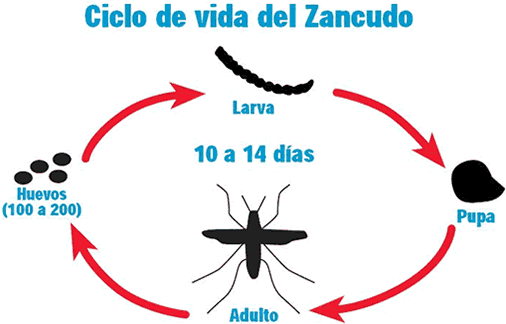 Ciclo de vida del Zancudo
Larva
10 a 14 días
Huevos
(100 a 200)
Pupa
Adulto